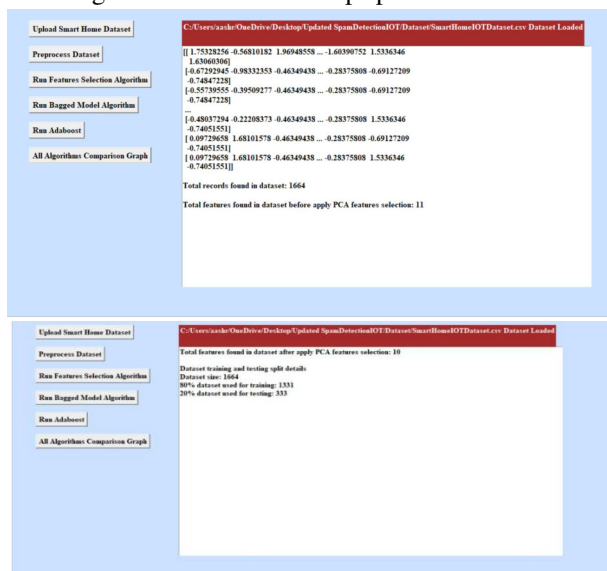 Upload Smart Home Dataset
Preprocess Dataset
Run Features Selection Algorithm
Run Bagged Model Algorithm
Run Adaboost
All Algorithms Comparison Graph
C:/Users/aashr/OneDrive/Desktop/Updated SpamDetectionIOT/Dataset/SmartHomeIOTDataset.csv Dataset Loaded
[[ 1.75328256 -0.56810182 1.96948558 ... -1.60390752 1.5336346
1.63060306]
[-0.67292945 -0.98332353 -0.46349438 ... -0.28375808 -0.69127209
-0.74847228]
[-0.55739555 -0.39509277 -0.46349438 ... -0.28375808 -0.69127209
-0.74847228]
...
[-0.48037294 -0.22208373 -0.46349438 ... -0.28375808 1.5336346
-0.74051551]
[ 0.09729658 1.68101578 -0.46349438 ... -0.28375808 -0.69127209
-0.74051551]
[ 0.09729658 1.68101578 -0.46349438 ... -0.28375808 1.5336346
-0.74051551]]
Total records found in dataset: 1664
Total features found in dataset before apply PCA features selection: 11
Upload Smart Home Dataset
Preprocess Dataset
Run Features Selection Algorithm
Run Bagged Model Algorithm
Run Adaboost
All Algorithms Comparison Graph
C:/Users/aashr/OneDrive/Desktop/Updated SpamDetectionIOT/Dataset/SmartHomeIOTDataset.csv Dataset Loaded
Total features found in dataset after apply PCA features selection: 10
Dataset training and testing split details
Dataset size: 1664
80% dataset used for training: 1331
20% dataset used for testing: 333